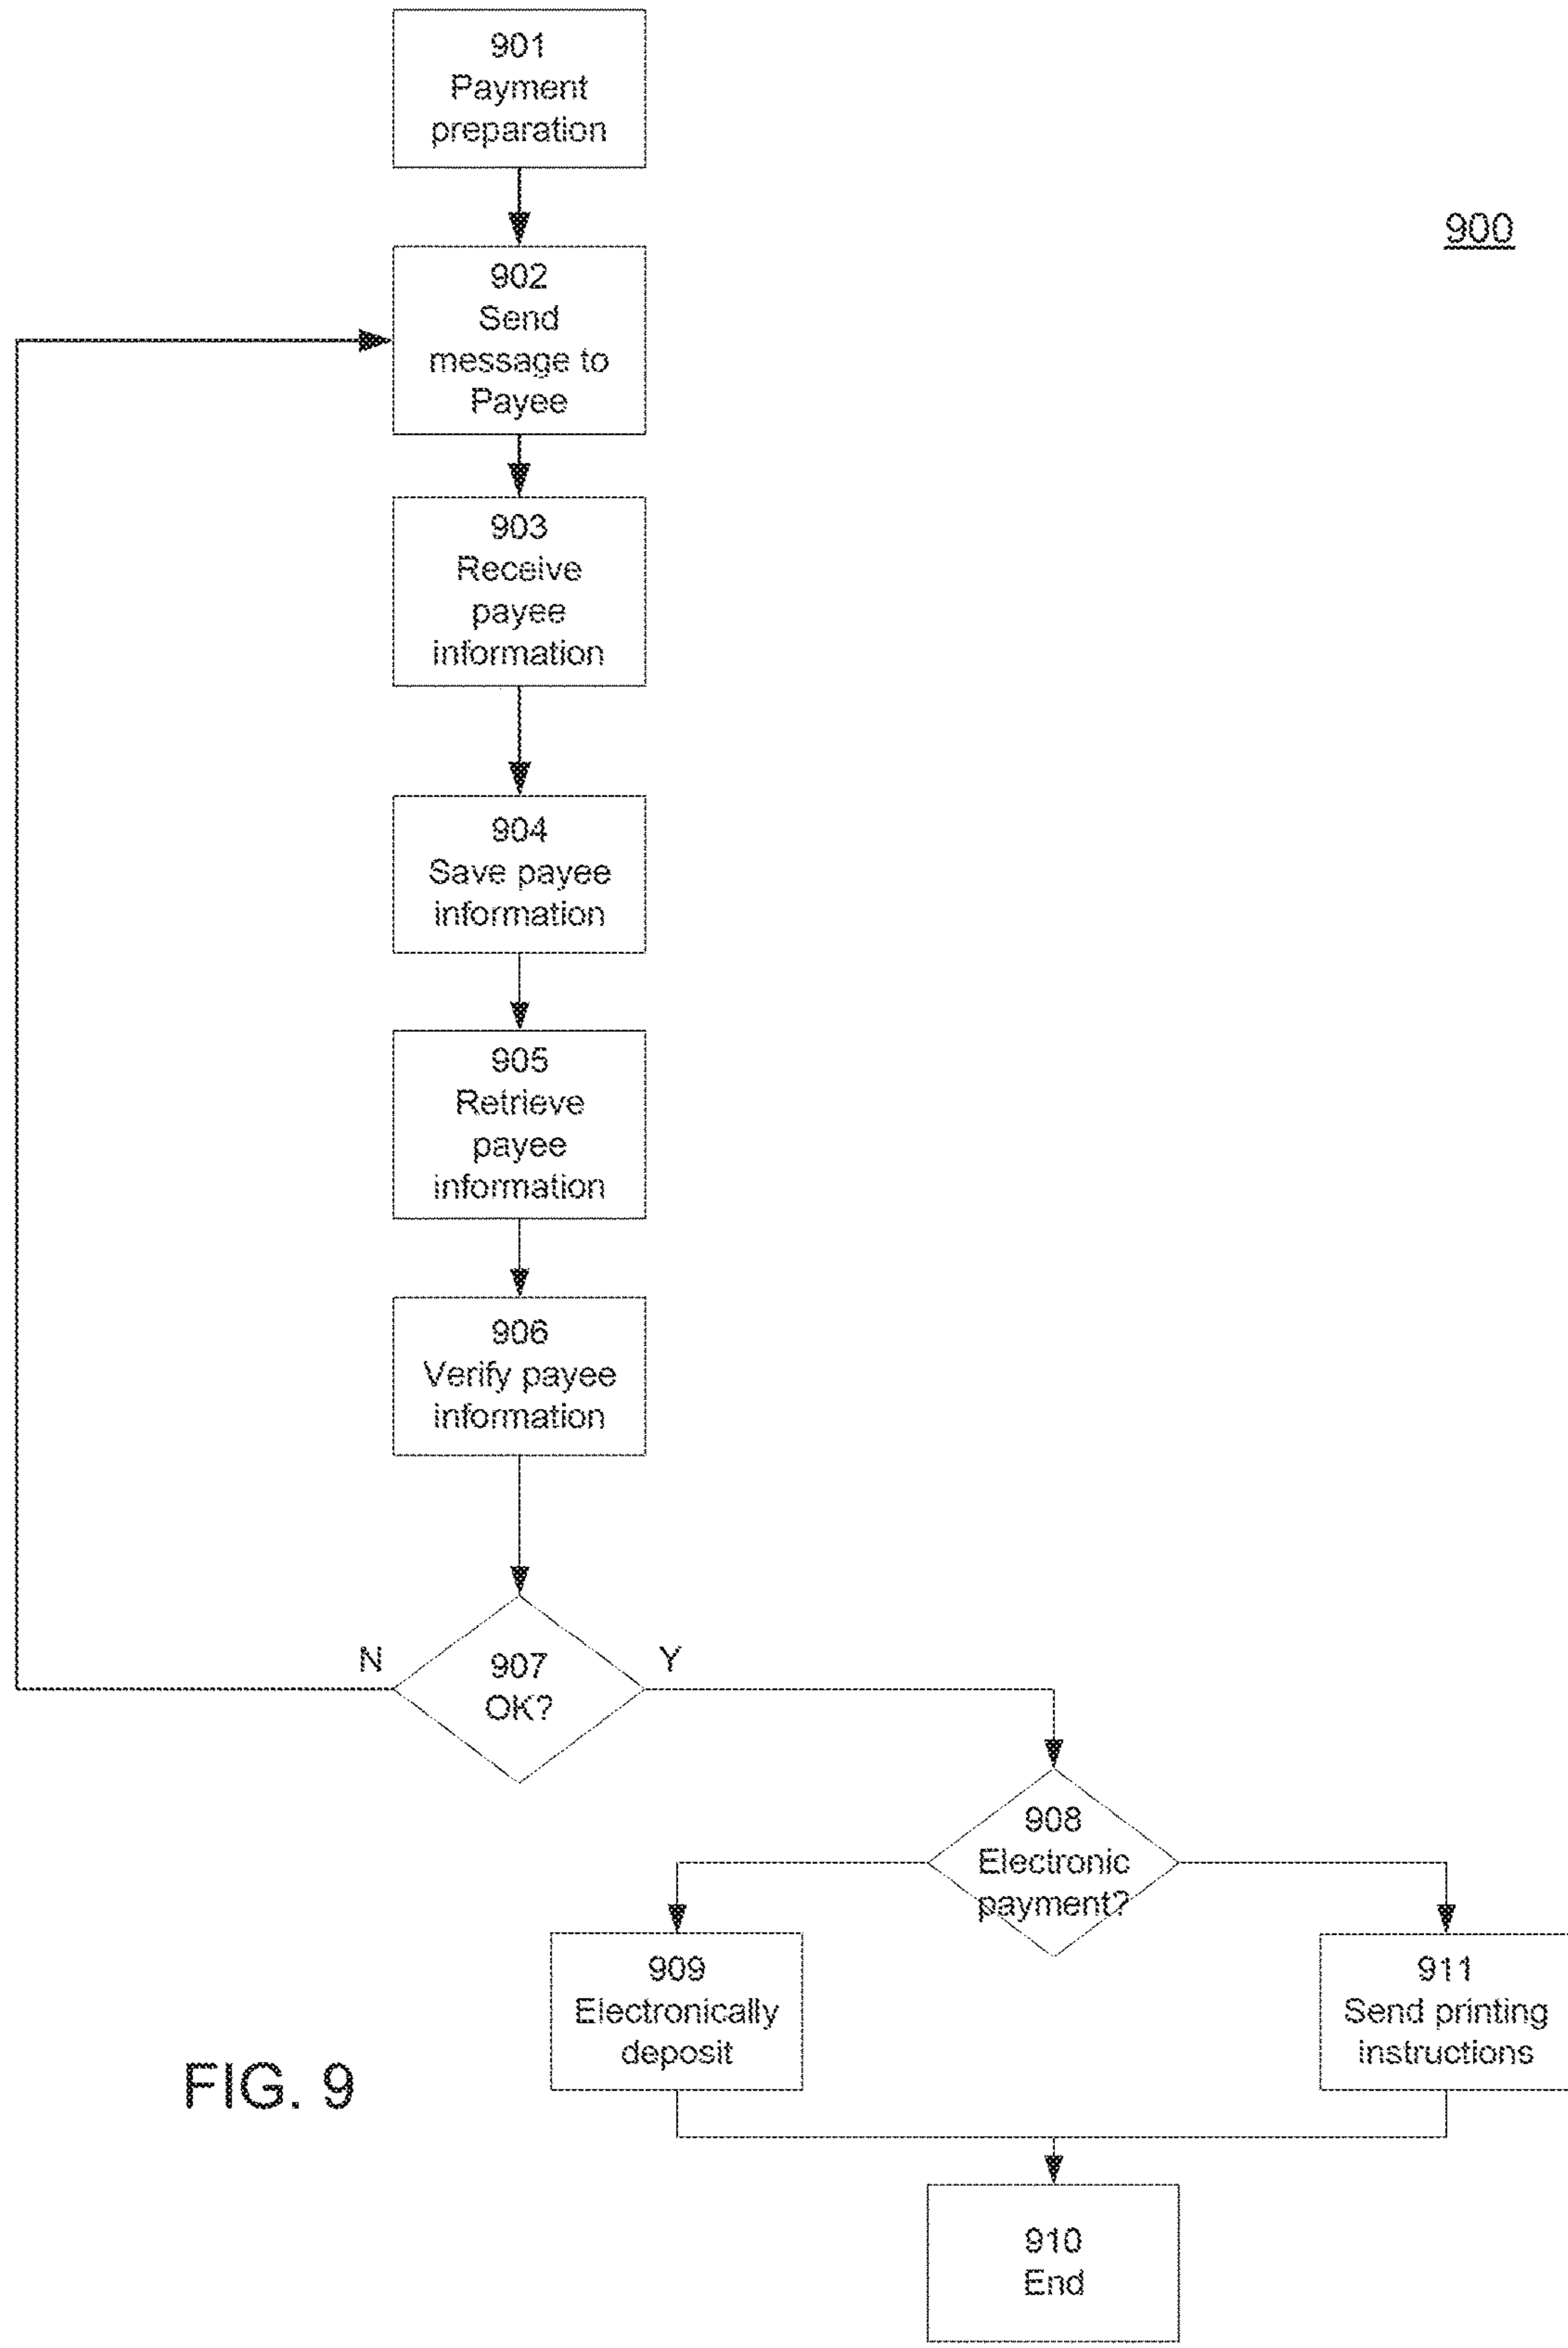 901
Payment
preparation
900
902
Send
message to
Payee
903
Receive
payee
information
904
Save payee
information
905
Retrieve
payee
information
906
Verify payee
information
N
907
OK?
Y
908
Electronic
payment?
909
Electronically
deposit
911
Send printing
instructions
FIG. 9
910
End